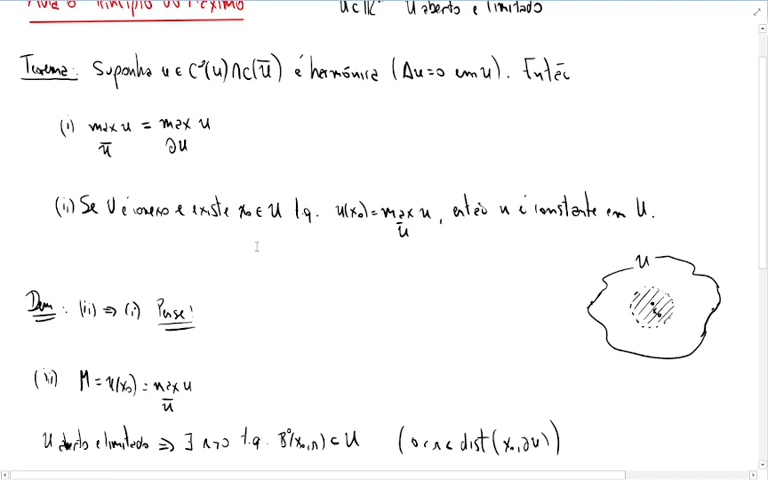 Princípio do Máximo U⊂ℝⁿ U aberto e limitado
Teorema: Suponha u ∈ C²(U)∩C(Ū) é harmônica (Δu=0 em U). Então
(i) max u = max u
Ū ∂U
(ii) Se U é conexo e existe x₀ ∈ U t.q. u(x₀)=max u, então u é constante em U.
Ū
U
Dem: (ii) ⇒ (i) Pense!
(ii) M = u(x₀) = max u
Ū
U aberto e limitado ⇒ ∃ r>0 t.q. B⁰(x₀,r) ⊂ U (0<r< dist(x₀,∂U))